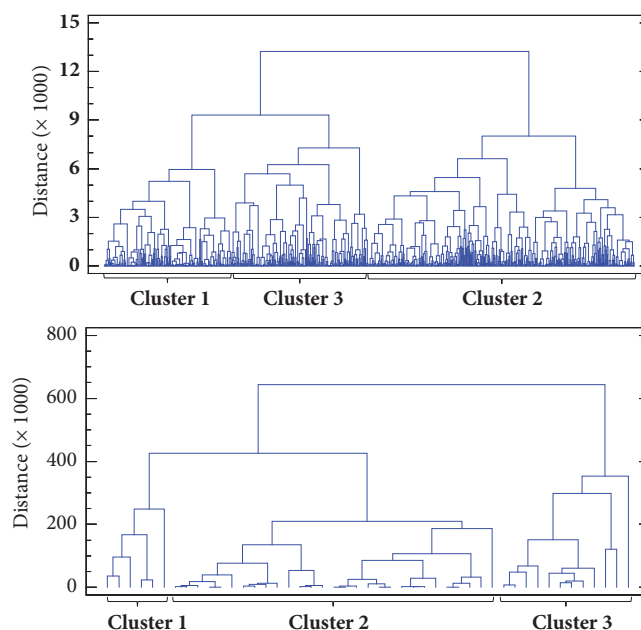 15
12
9
6
3
0
Distance (× 1000)
Cluster 1 Cluster 3 Cluster 2
800
600
400
200
0
Distance (× 1000)
Cluster 1 Cluster 2 Cluster 3